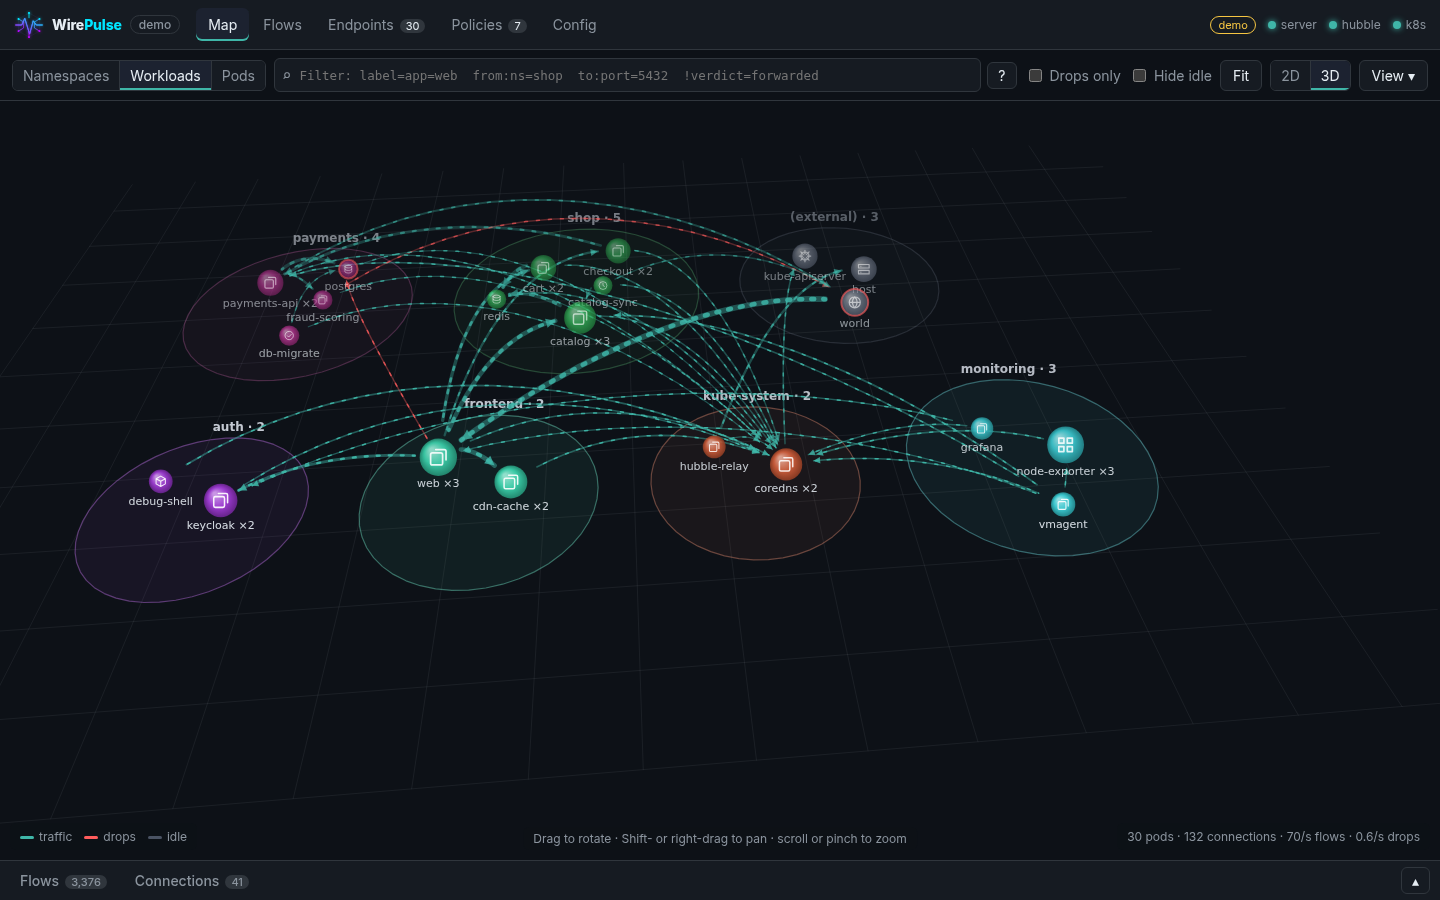 WirePulse demo Map Flows Endpoints 30 Policies 7 Config demo server hubble k8s
Namespaces Workloads Pods Filter: label=app=web from:ns=shop to:port=5432 !verdict=forwarded ? Drops only Hide idle Fit 2D 3D View ▾
shop · 5
(external) · 3
payments · 4
checkout ×2
kube-apiserver
postgres
cart ×2
host
payments-api ×2
catalog-sync
fraud-scoring
redis
world
catalog ×3
db-migrate
monitoring · 3
kube-system · 2
frontend · 2
auth · 2
grafana
hubble-relay
node-exporter ×3
web ×3
coredns ×2
debug-shell
cdn-cache ×2
keycloak ×2
vmagent
traffic drops idle
Drag to rotate · Shift- or right-drag to pan · scroll or pinch to zoom
30 pods · 132 connections · 70/s flows · 0.6/s drops
Flows 3,376 Connections 41 ▴